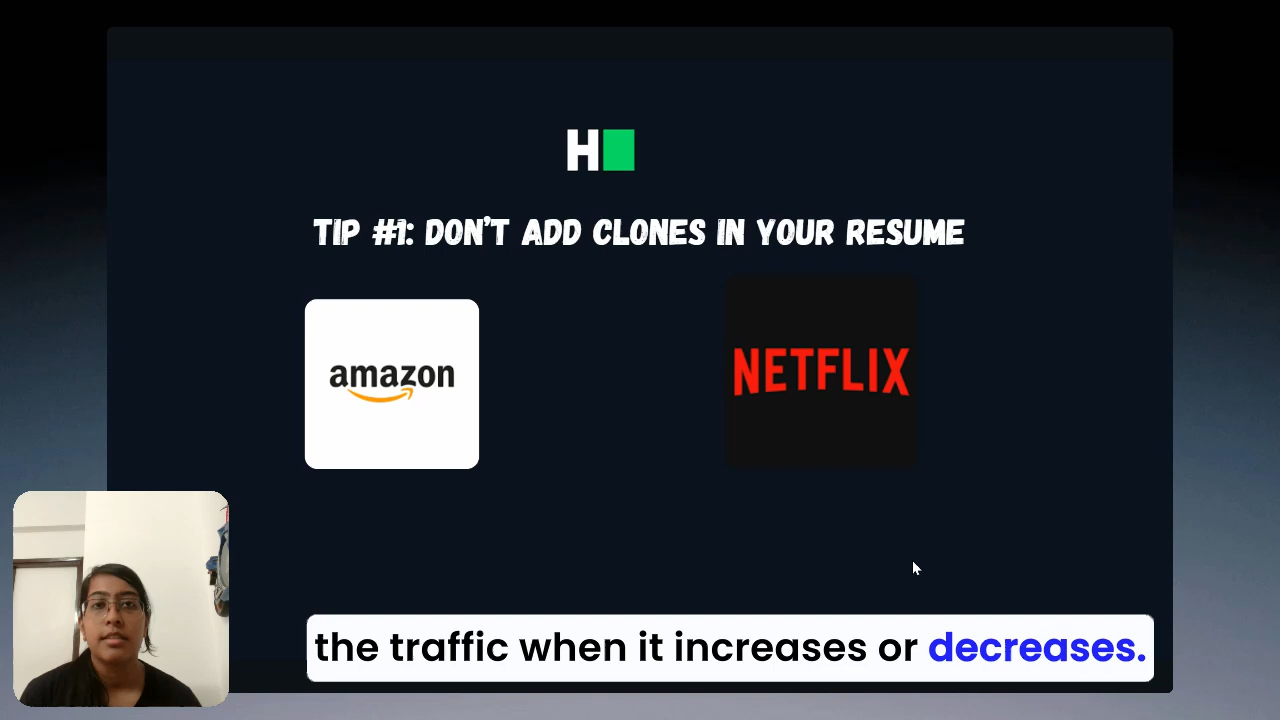 H
TIP #1: DON'T ADD CLONES IN YOUR RESUME
amazon
NETFLIX
the traffic when it increases or decreases.